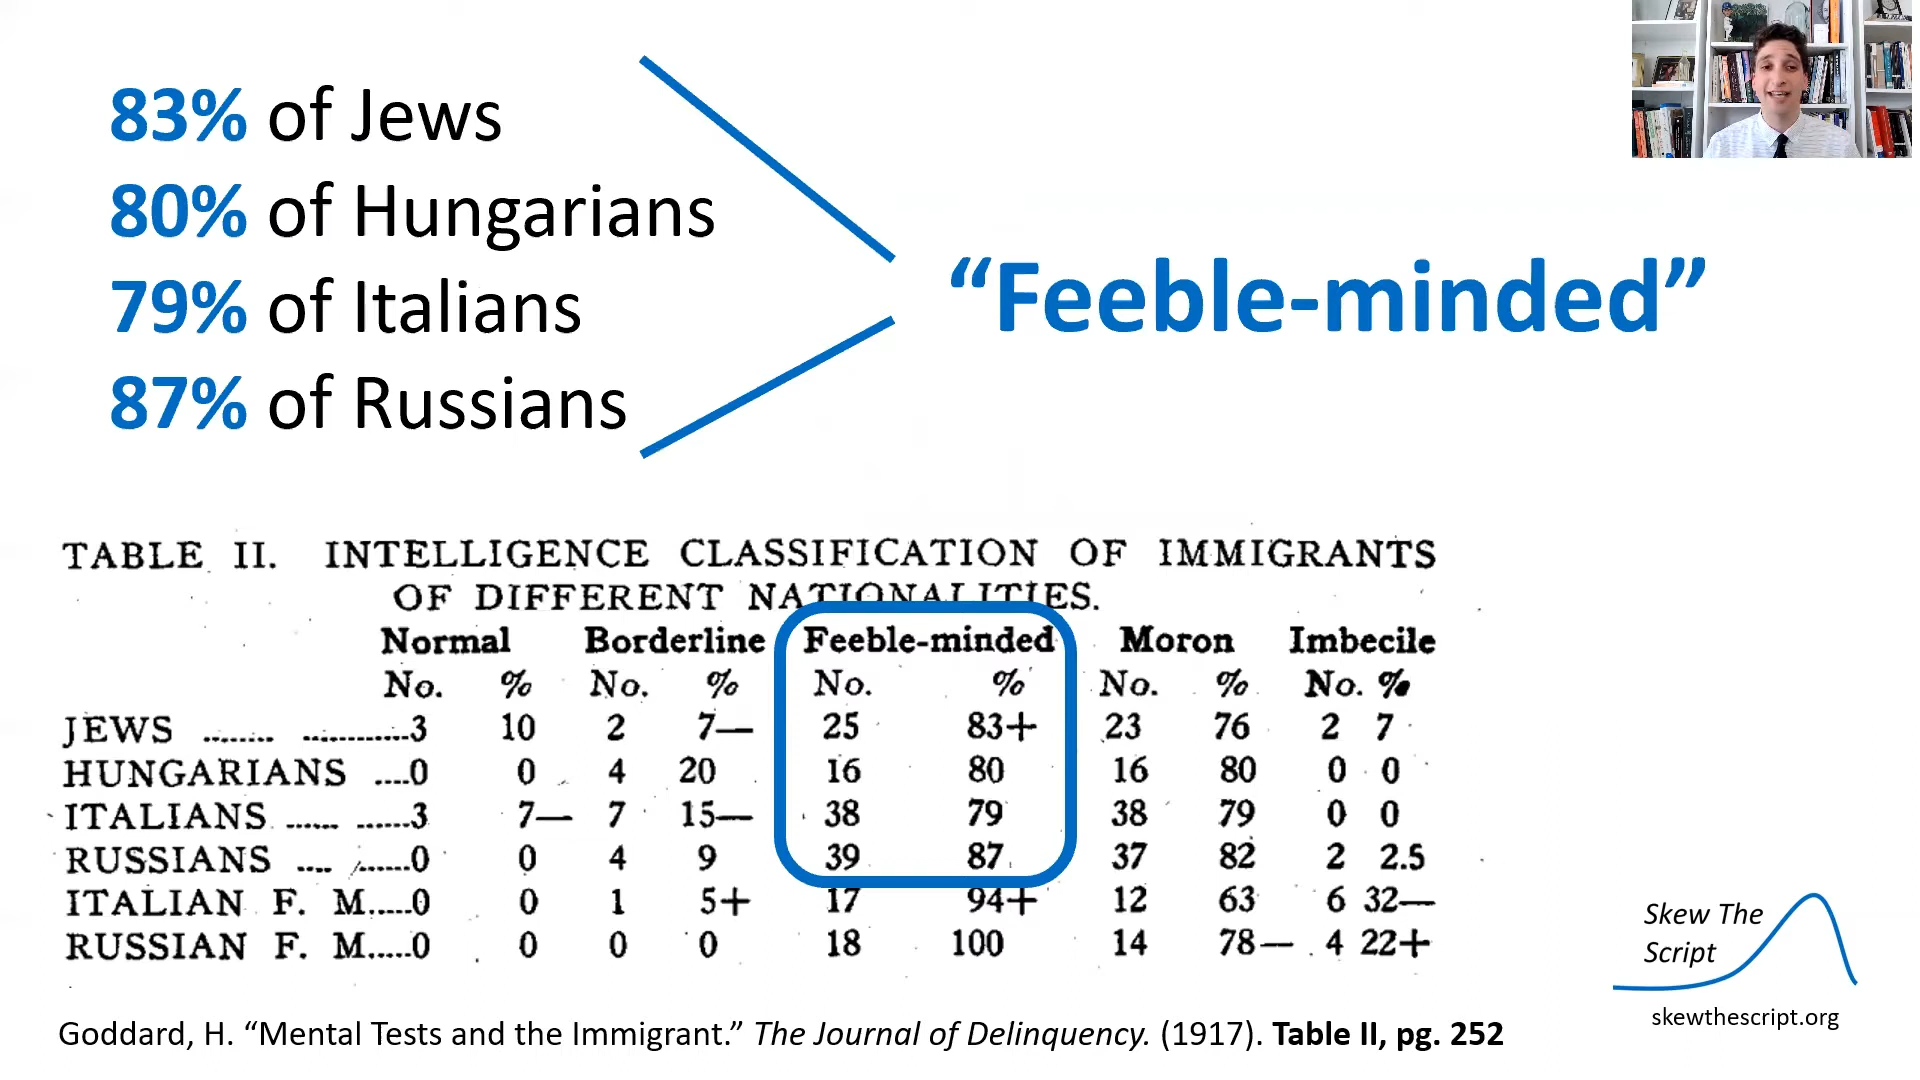 83% of Jews
80% of Hungarians
79% of Italians
87% of Russians
“Feeble-minded”
TABLE II. INTELLIGENCE CLASSIFICATION OF IMMIGRANTS
OF DIFFERENT NATIONALITIES.
Normal Borderline Feeble-minded Moron Imbecile
No. % No. % No. % No. % No. %
JEWS ........ .............3 10 2 7— 25 83+ 23 76 2 7
HUNGARIANS ....0 0 4 20 16 80 16 80 0 0
ITALIANS ...... ......3 7— 7 15— 38 79 38 79 0 0
RUSSIANS .... ......0 0 4 9 39 87 37 82 2 2.5
ITALIAN F. M.....0 0 1 5+ 17 94+ 12 63 6 32—
RUSSIAN F. M.....0 0 0 0 18 100 14 78— 4 22+
Goddard, H. “Mental Tests and the Immigrant.” The Journal of Delinquency. (1917). Table II, pg. 252
Skew The
Script
skewthescript.org